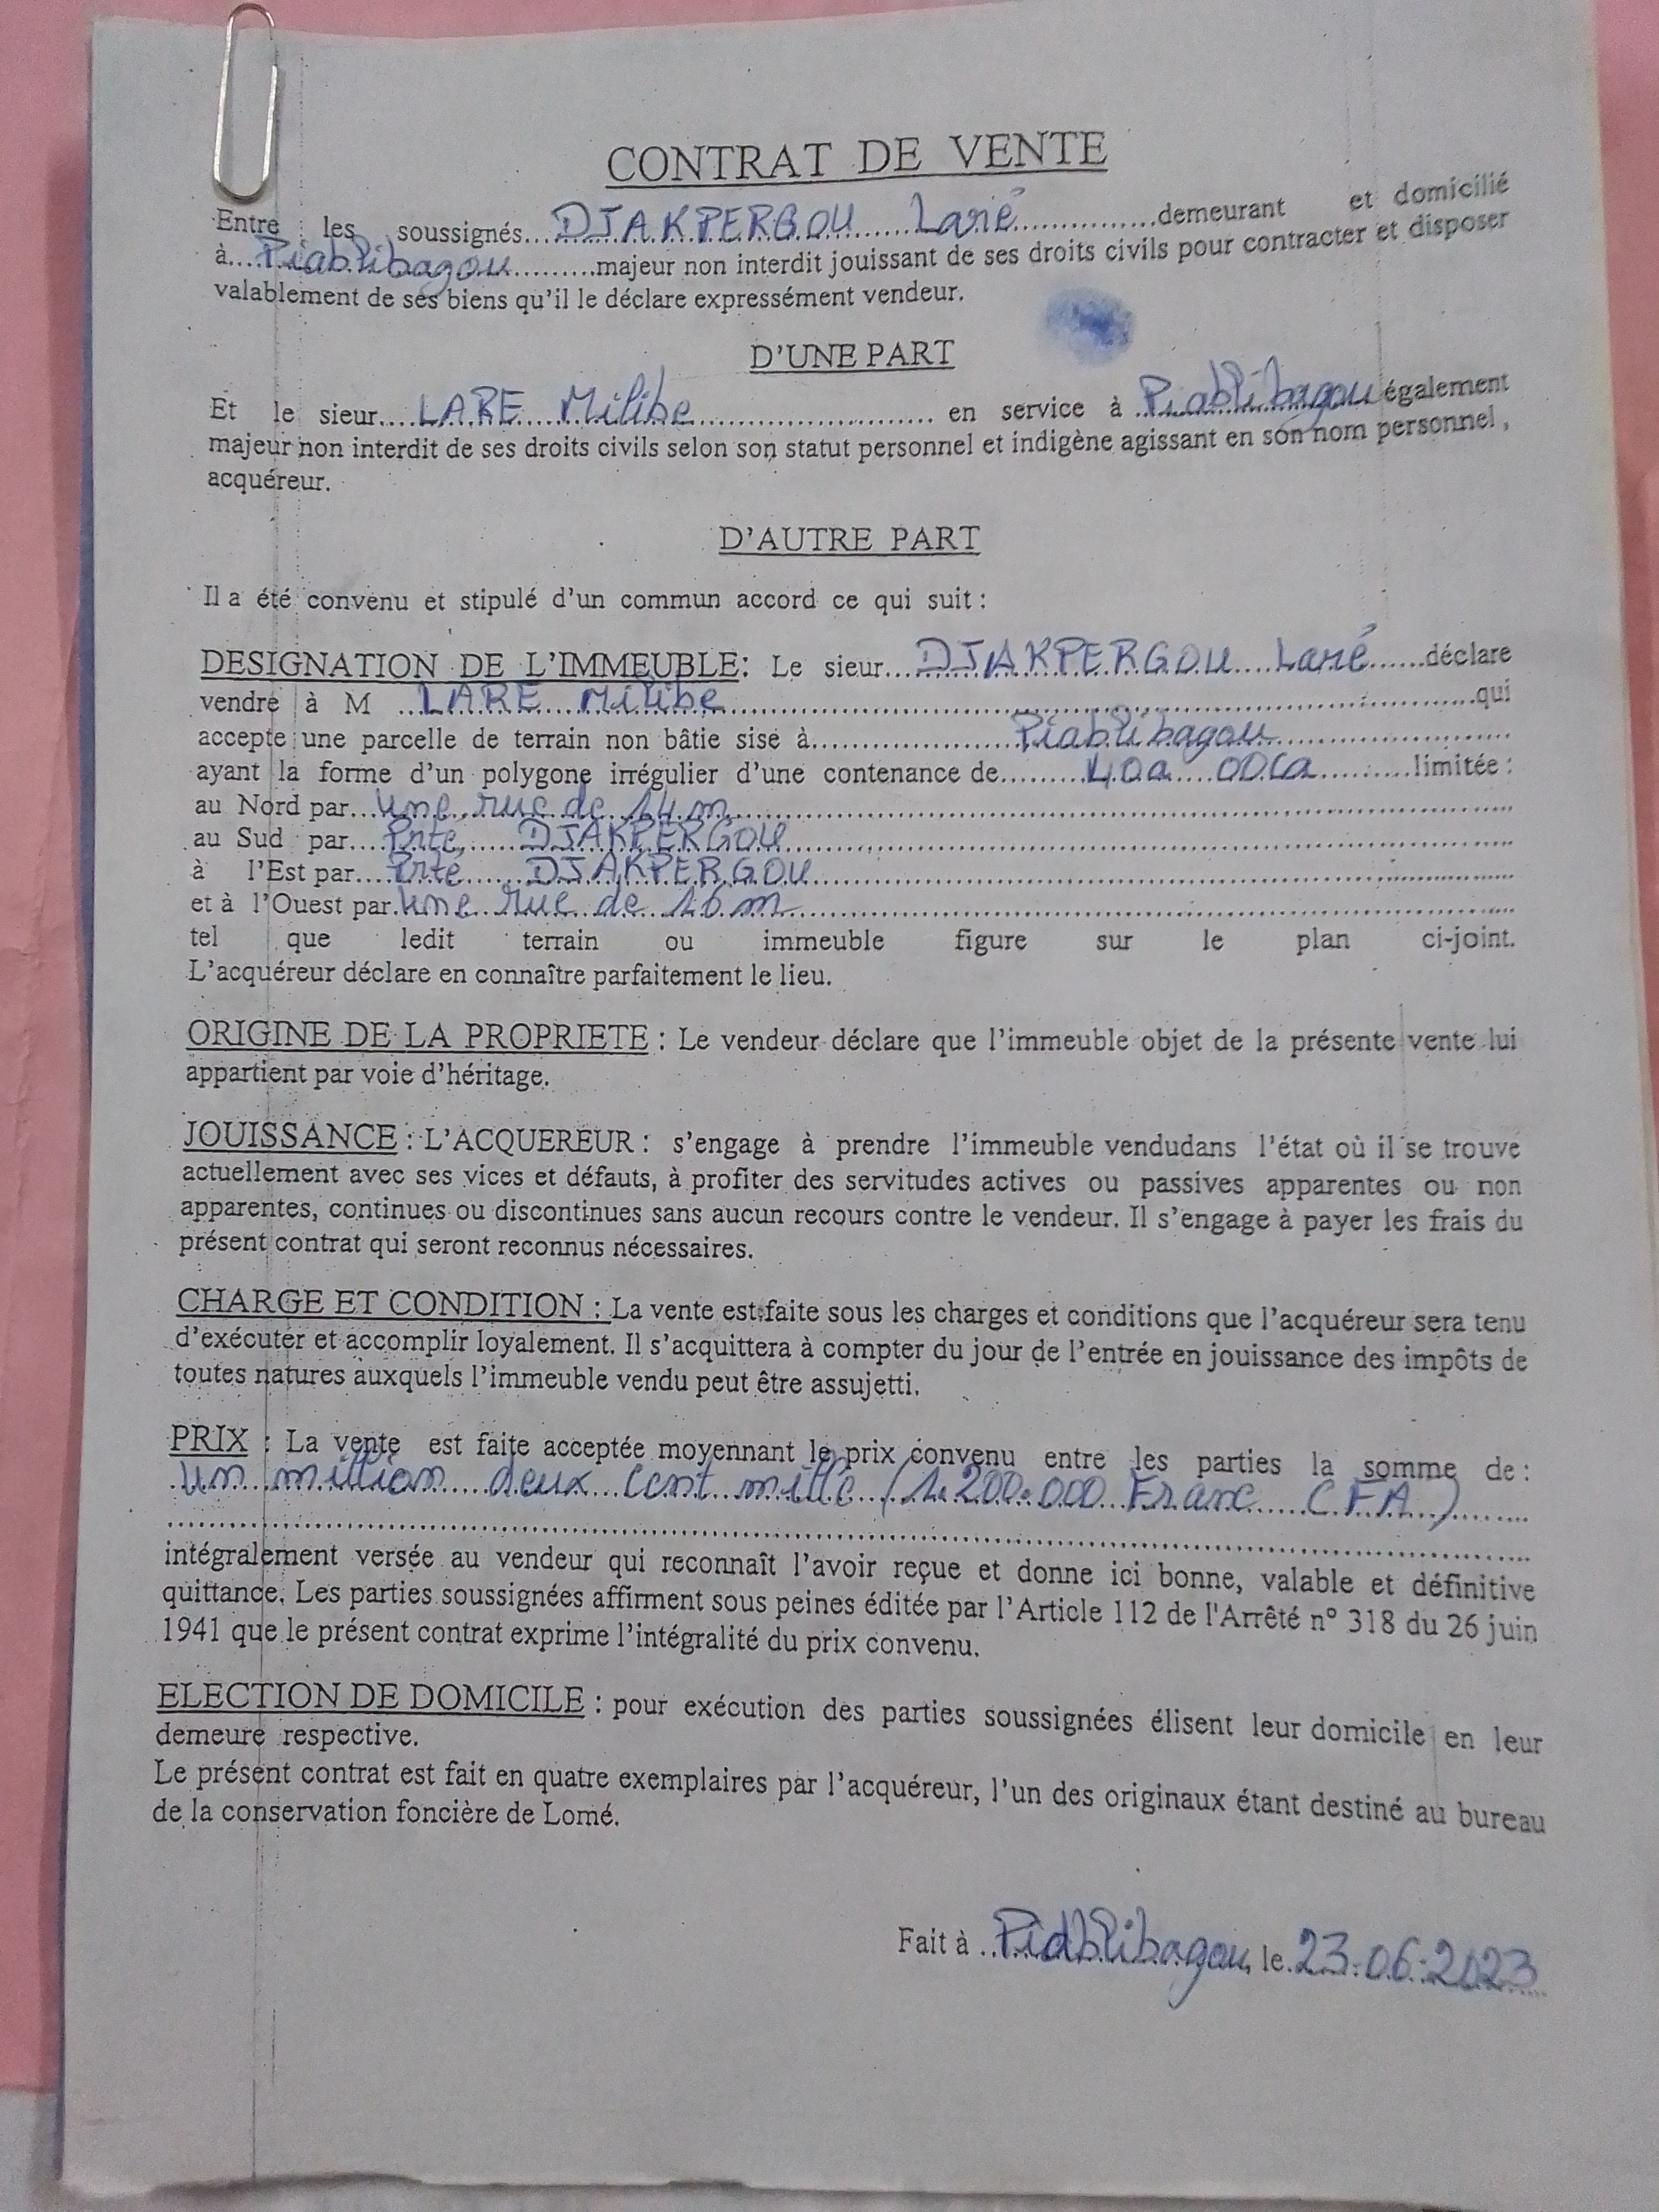 CONTRAT DE VENTE
Entre les soussignés...DJAKPERGOU Laré...demeurant et domicilié
à...Piablibagou...majeur non interdit jouissant de ses droits civils pour contracter et disposer
valablement de ses biens qu'il le déclare expressément vendeur.
D'UNE PART
Et le sieur...LARE Milibe... en service à ...Piablibagou également
majeur non interdit de ses droits civils selon son statut personnel et indigène agissant en son nom personnel,
acquéreur.
D'AUTRE PART
Il a été convenu et stipulé d'un commun accord ce qui suit :
DESIGNATION DE L'IMMEUBLE: Le sieur...DJAKPERGOU Laré...déclare
vendre à M ...LARE Milibe...qui
accepte une parcelle de terrain non bâtie sise à...Piablibagou...
ayant la forme d'un polygone irrégulier d'une contenance de...40a 00ca...limitée :
au Nord par...Une rue de 14 m...
au Sud par...Prté DJAKPERGOU...
à l'Est par...Prté DJAKPERGOU...
et à l'Ouest par.Une rue de 16 m...
tel que ledit terrain ou immeuble figure sur le plan ci-joint.
L'acquéreur déclare en connaître parfaitement le lieu.
ORIGINE DE LA PROPRIETE : Le vendeur déclare que l'immeuble objet de la présente vente lui
appartient par voie d'héritage.
JOUISSANCE : L'ACQUEREUR : s'engage à prendre l'immeuble vendudans l'état où il se trouve
actuellement avec ses vices et défauts, à profiter des servitudes actives ou passives apparentes ou non
apparentes, continues ou discontinues sans aucun recours contre le vendeur. Il s'engage à payer les frais du
présent contrat qui seront reconnus nécessaires.
CHARGE ET CONDITION : La vente est faite sous les charges et conditions que l'acquéreur sera tenu
d'exécuter et accomplir loyalement. Il s'acquittera à compter du jour de l'entrée en jouissance des impôts de
toutes natures auxquels l'immeuble vendu peut être assujetti.
PRIX : La vente est faite acceptée moyennant le prix convenu entre les parties la somme de :
un million deux cent mille (1.200.000 Franc CFA)...
intégralement versée au vendeur qui reconnaît l'avoir reçue et donne ici bonne, valable et définitive
quittance. Les parties soussignées affirment sous peines éditée par l'Article 112 de l'Arrêté n° 318 du 26 juin
1941 que le présent contrat exprime l'intégralité du prix convenu.
ELECTION DE DOMICILE : pour exécution des parties soussignées élisent leur domicile en leur
demeure respective.
Le présent contrat est fait en quatre exemplaires par l'acquéreur, l'un des originaux étant destiné au bureau
de la conservation foncière de Lomé.
Fait à ..Piablibagou, le.23.06.2023